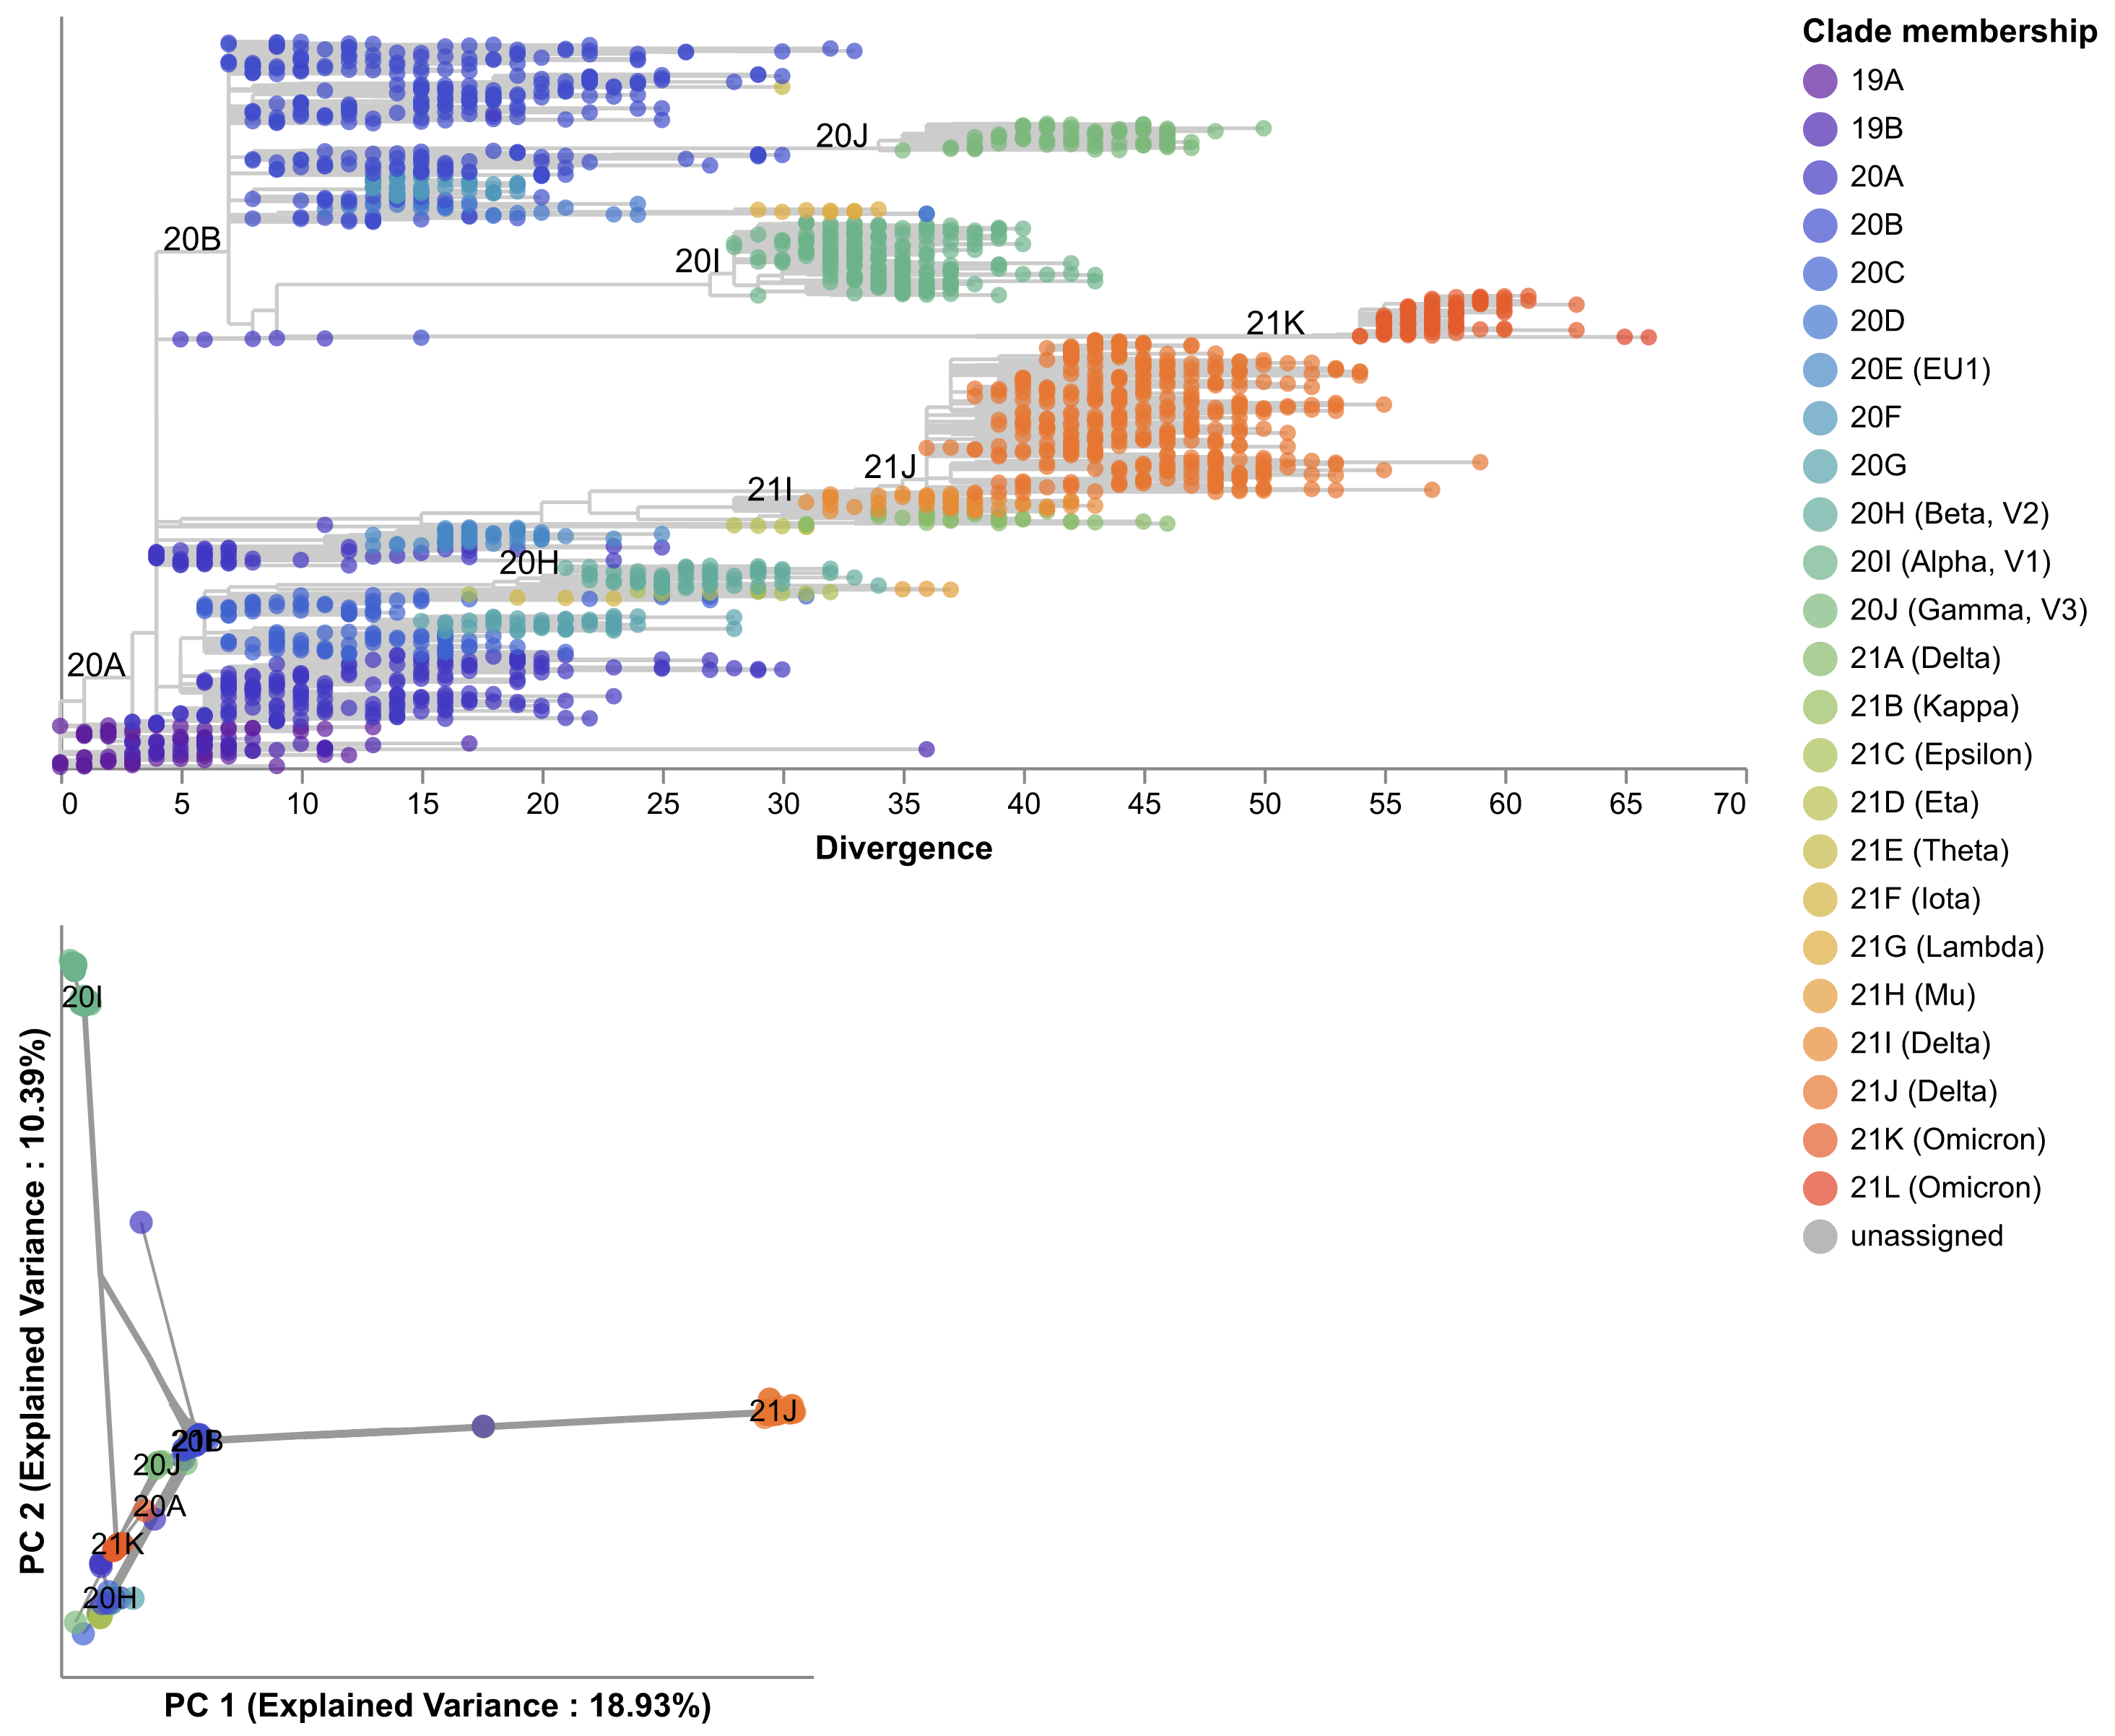 Clade membership
19A
19B
20A
20B
20C
20D
20E (EU1)
20F
20G
20H (Beta, V2)
20I (Alpha, V1)
20J (Gamma, V3)
21A (Delta)
21B (Kappa)
21C (Epsilon)
21D (Eta)
21E (Theta)
21F (Iota)
21G (Lambda)
21H (Mu)
21I (Delta)
21J (Delta)
21K (Omicron)
21L (Omicron)
unassigned
20J
20B
20I
21K
21J
21I
20H
20A
0 5 10 15 20 25 30 35 40 45 50 55 60 65 70
Divergence
PC 2 (Explained Variance : 10.39%)
20I
21J
20B
20J
20A
21K
20H
PC 1 (Explained Variance : 18.93%)